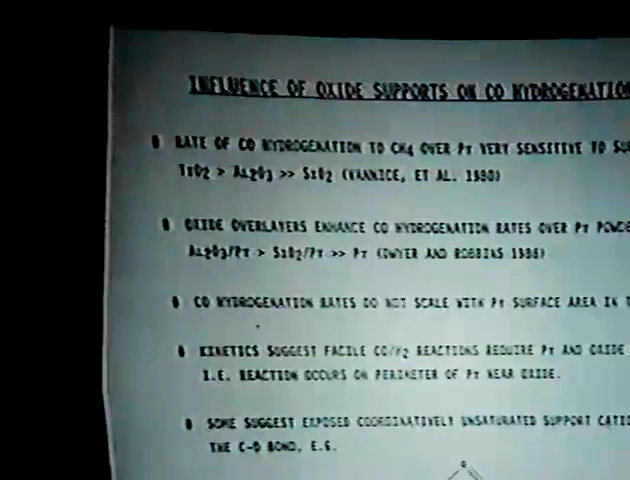 INFLUENCE OF OXIDE SUPPORTS ON CO HYDROGENATION
RATE OF CO HYDROGENATION TO CH4 OVER PT VERY SENSITIVE TO SU
TIO2 > AL2O3 >> SIO2 (VANNICE, ET AL. 1980)
OXIDE OVERLAYERS ENHANCE CO HYDROGENATION RATES OVER PT POWDE
AL2O3/PT > SIO2/PT >> PT (DWYER AND ROBBINS 1986)
CO HYDROGENATION RATES DO NOT SCALE WITH PT SURFACE AREA IN T
KINETICS SUGGEST FACILE CO/H2 REACTIONS REQUIRE PT AND OXIDE
I.E. REACTION OCCURS ON PERIMETER OF PT NEAR OXIDE.
SOME SUGGEST EXPOSED COORDINATIVELY UNSATURATED SUPPORT CATIO
THE C-O BOND, E.G.
O